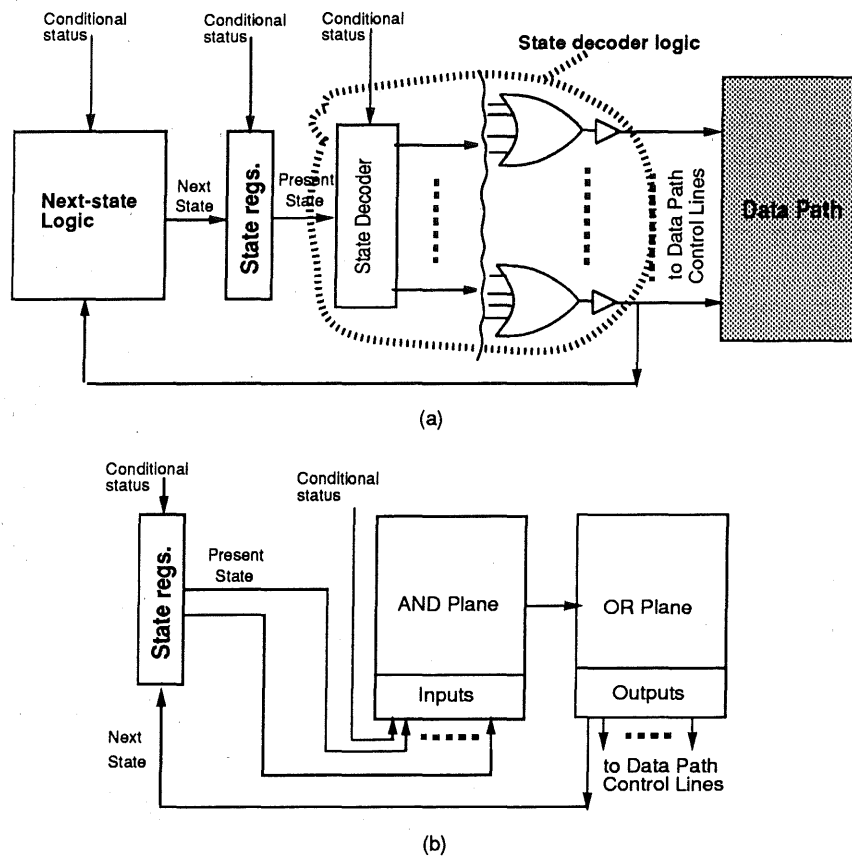 Conditional
status
Conditional
status
Conditional
status
State decoder logic
Next-state
Logic
Next
State
State regs.
Present
State
State Decoder
to Data Path
Control Lines
Data Path
(a)
Conditional
status
Conditional
status
State regs.
Present
State
AND Plane
OR Plane
Inputs
Outputs
Next
State
to Data Path
Control Lines
(b)